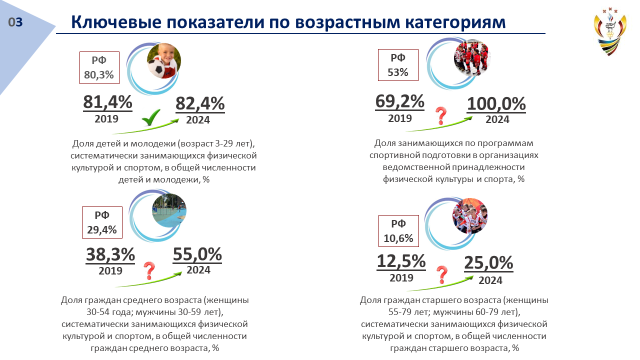 03
Ключевые показатели по возрастным категориям
РФ
80,3%
81,4%
2019
82,4%
2024
Доля детей и молодежи (возраст 3-29 лет),
систематически занимающихся физической
культурой и спортом, в общей численности
детей и молодежи, %
РФ
53%
69,2%
2019
?
100,0%
2024
Доля занимающихся по программам
спортивной подготовки в организациях
ведомственной принадлежности
физической культуры и спорта, %
РФ
29,4%
38,3%
2019
?
55,0%
2024
Доля граждан среднего возраста (женщины
30-54 года; мужчины 30-59 лет),
систематически занимающихся физической
культурой и спортом, в общей численности
граждан среднего возраста, %
РФ
10,6%
12,5%
2019
?
25,0%
2024
Доля граждан старшего возраста (женщины
55-79 лет; мужчины 60-79 лет),
систематически занимающихся физической
культурой и спортом, в общей численности
граждан старшего возраста, %